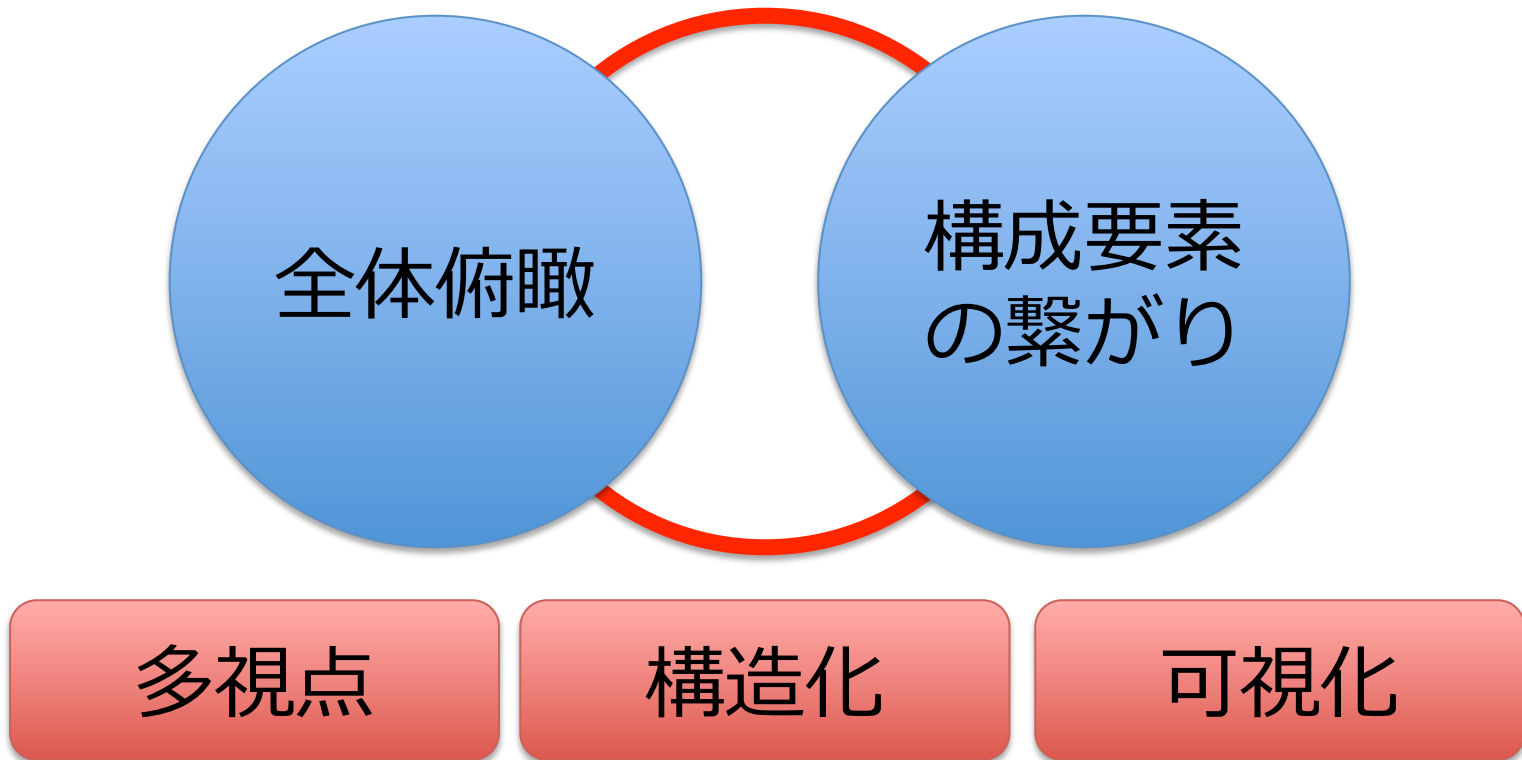 全体俯瞰
構成要素
の繋がり
多視点
構造化
可視化